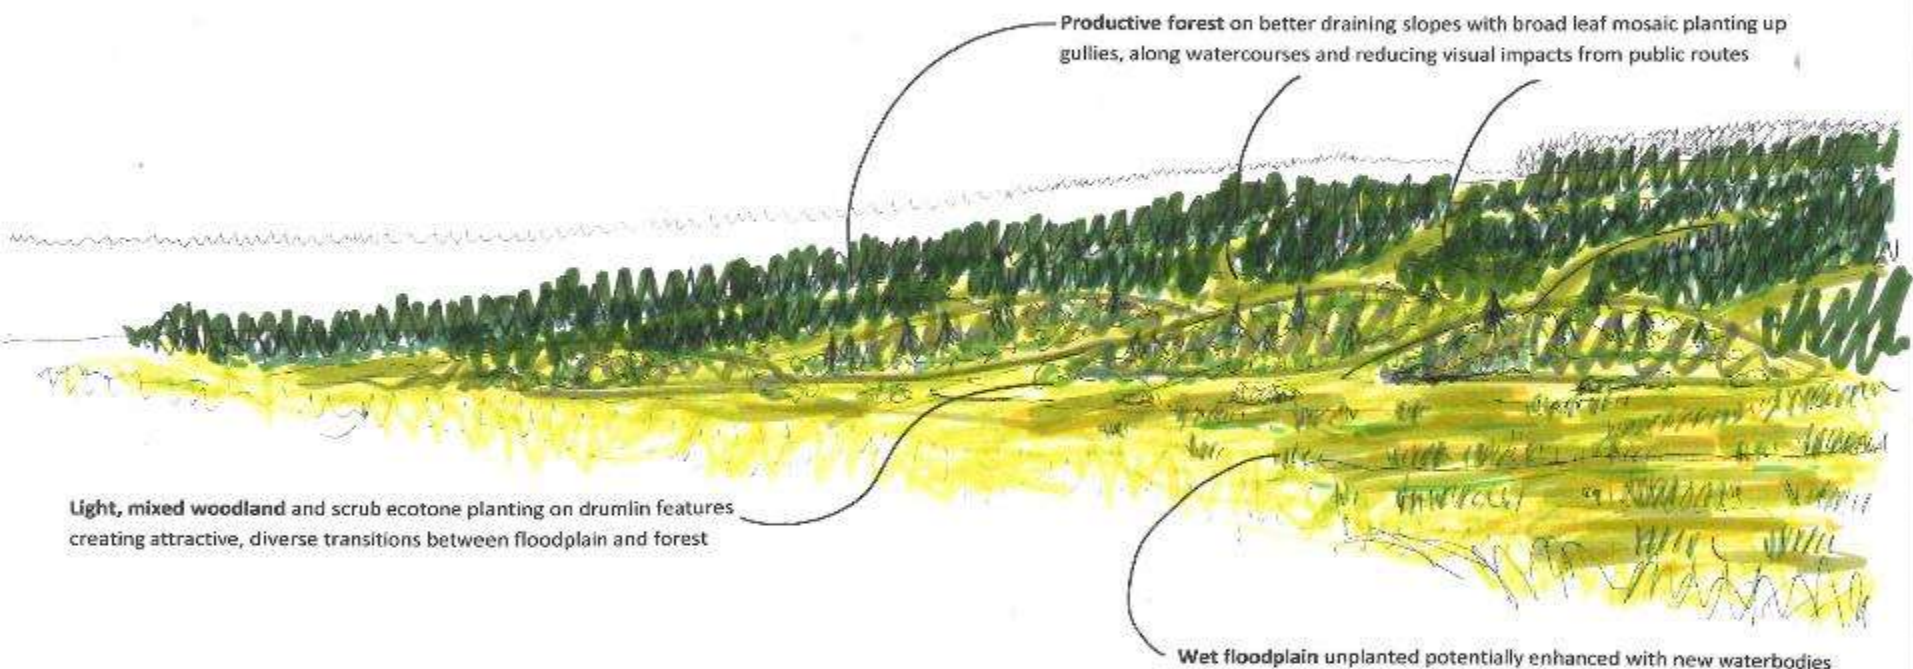 Productive forest on better draining slopes with broad leaf mosaic planting up
gullies, along watercourses and reducing visual impacts from public routes
Light, mixed woodland and scrub ecotone planting on drumlin features
creating attractive, diverse transitions between floodplain and forest
Wet floodplain unplanted potentially enhanced with new waterbodies